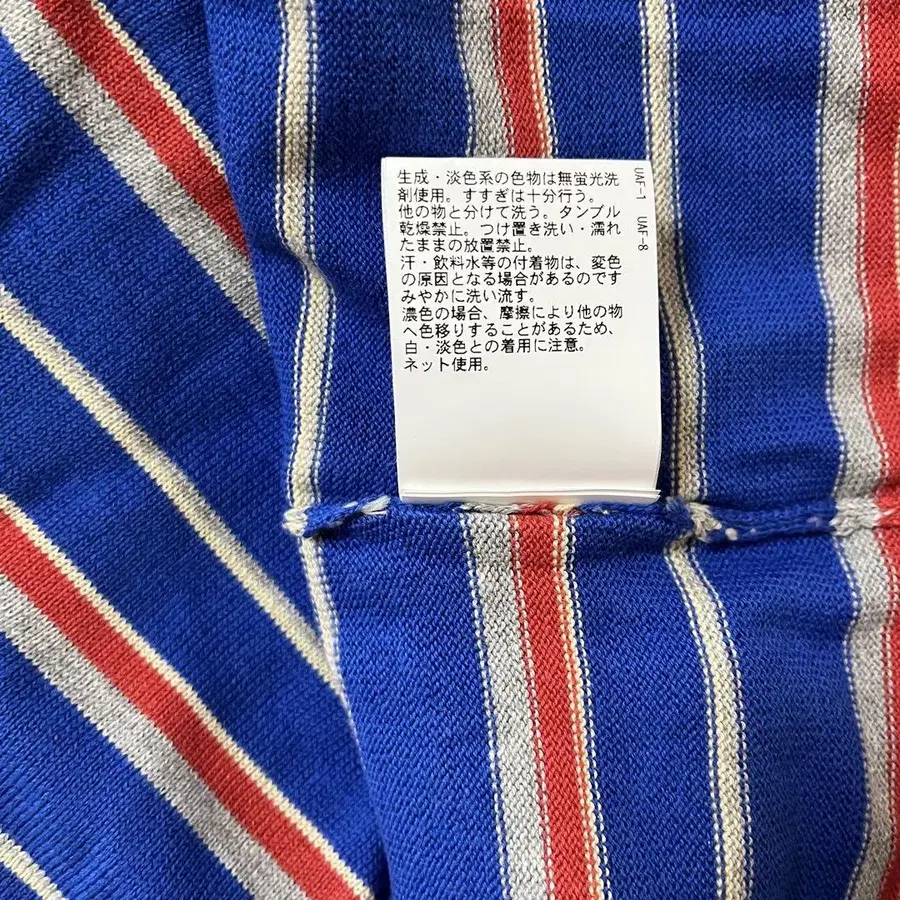 生成・淡色系の色物は無蛍光洗
剤使用。すすぎは十分行う。
他の物と分けて洗う。タンブル
乾燥禁止。つけ置き洗い・濡れ
たままの放置禁止。
汗・飲料水等の付着物は、変色
の原因となる場合があるのです
みやかに洗い流す。
濃色の場合、摩擦により他の物
へ色移りすることがあるため、
白・淡色との着用に注意。
ネット使用。
UAF-1 UAF-8